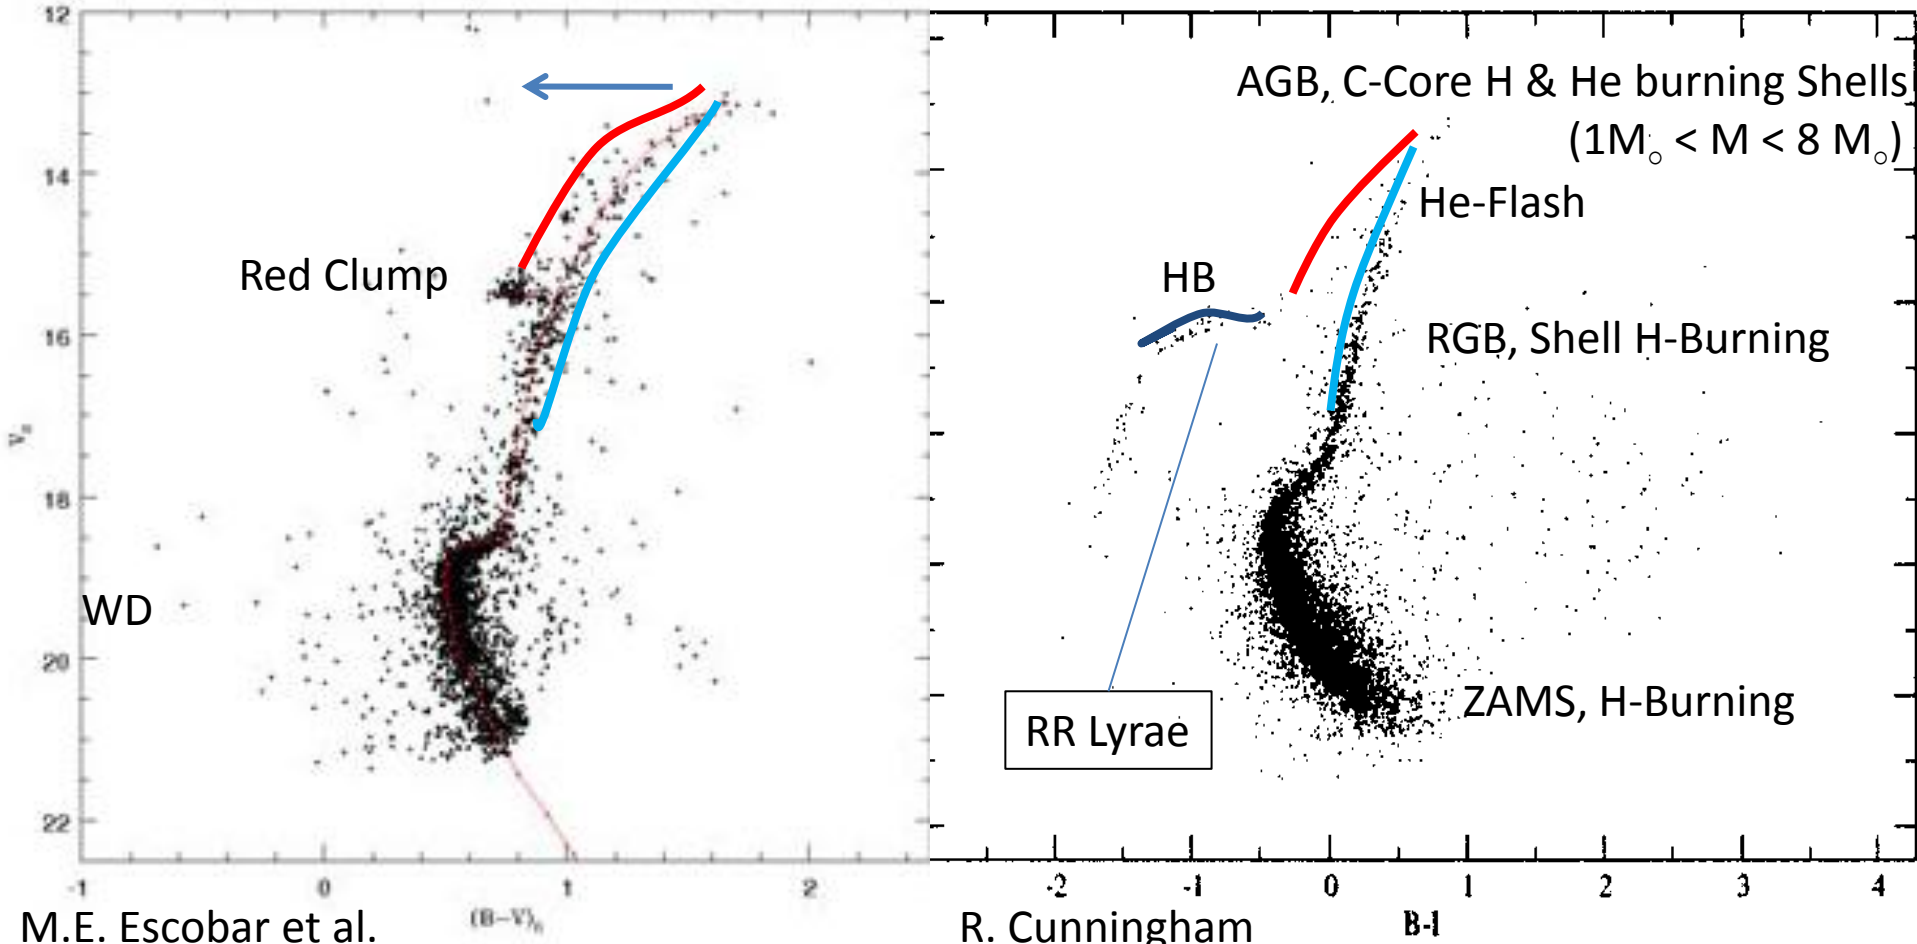 12
14
16
18
20
22
-1
0
1
2
(B-V)₀
Red Clump
WD
M.E. Escobar et al.
AGB, C-Core H & He burning Shells
(1M○ < M < 8 M○)
He-Flash
HB
RGB, Shell H-Burning
RR Lyrae
ZAMS, H-Burning
-2
-1
0
1
2
3
4
B-I
R. Cunningham